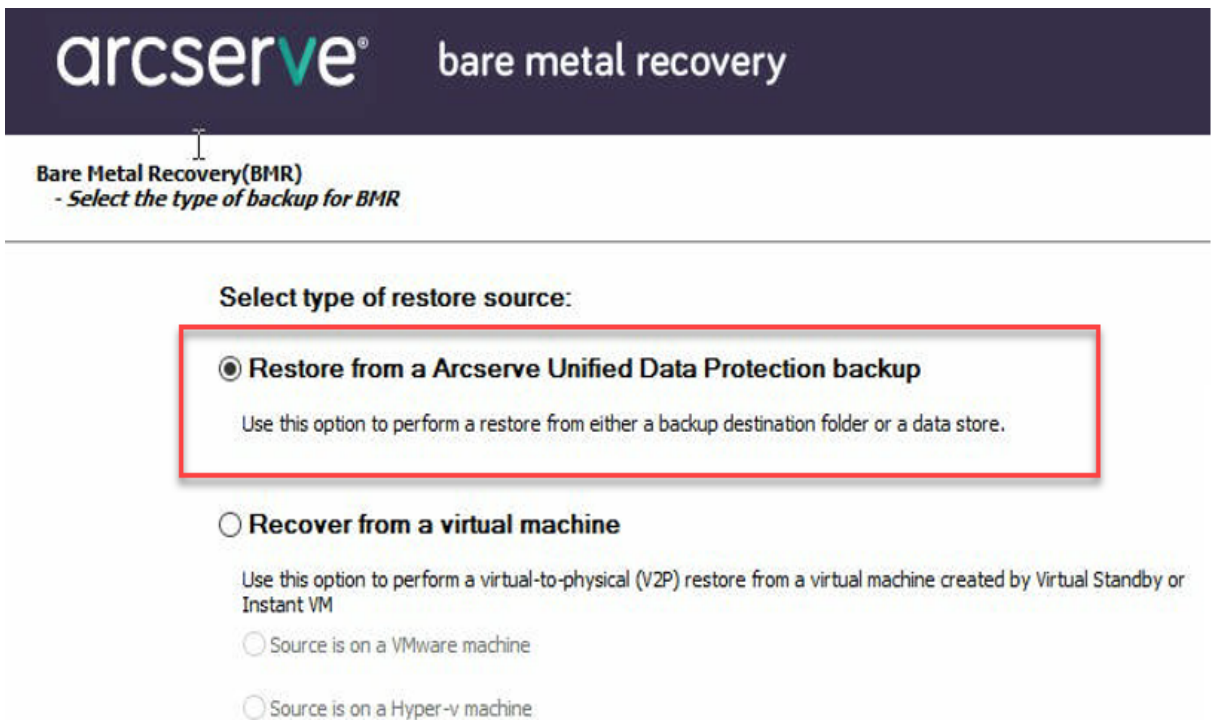 arcserve® bare metal recovery
Bare Metal Recovery(BMR)
- Select the type of backup for BMR
Select type of restore source:
Restore from a Arcserve Unified Data Protection backup
Use this option to perform a restore from either a backup destination folder or a data store.
Recover from a virtual machine
Use this option to perform a virtual-to-physical (V2P) restore from a virtual machine created by Virtual Standby or
Instant VM
Source is on a VMware machine
Source is on a Hyper-v machine